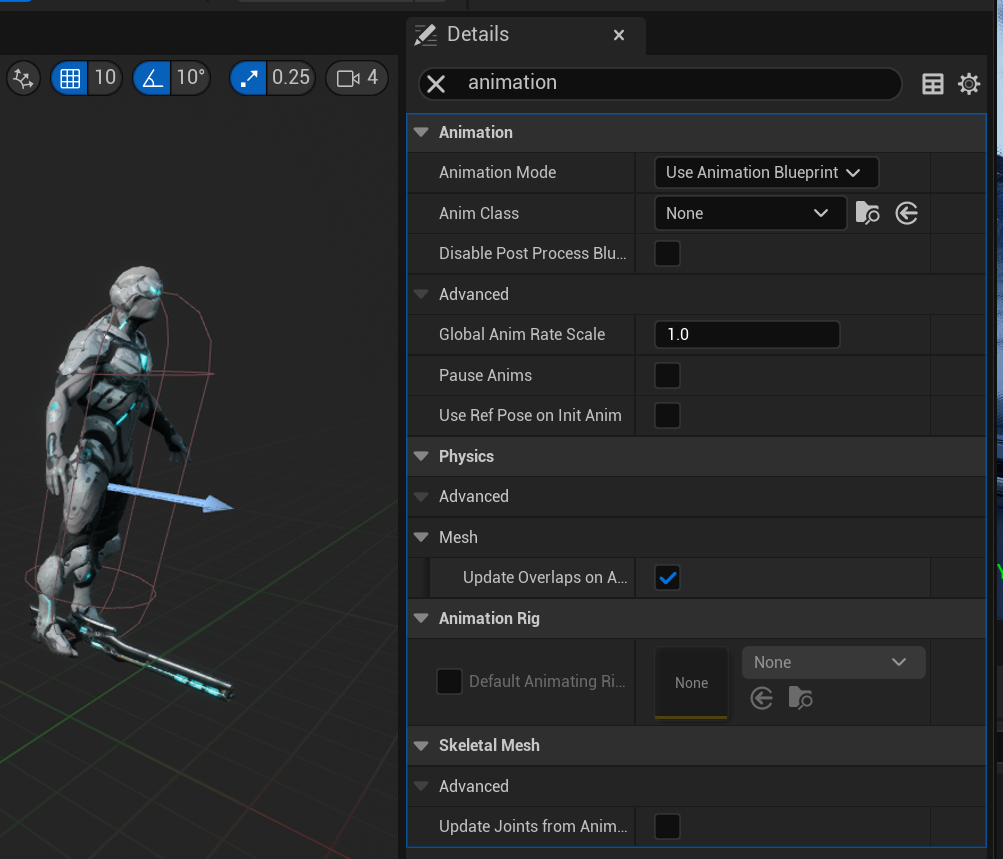 Details
10
10°
0.25
4
animation
Animation
Animation Mode
Use Animation Blueprint
Anim Class
None
Disable Post Process Blu...
Advanced
Global Anim Rate Scale
1.0
Pause Anims
Use Ref Pose on Init Anim
Physics
Advanced
Mesh
Update Overlaps on A...
Animation Rig
Default Animating Ri...
None
None
Skeletal Mesh
Advanced
Update Joints from Anim...